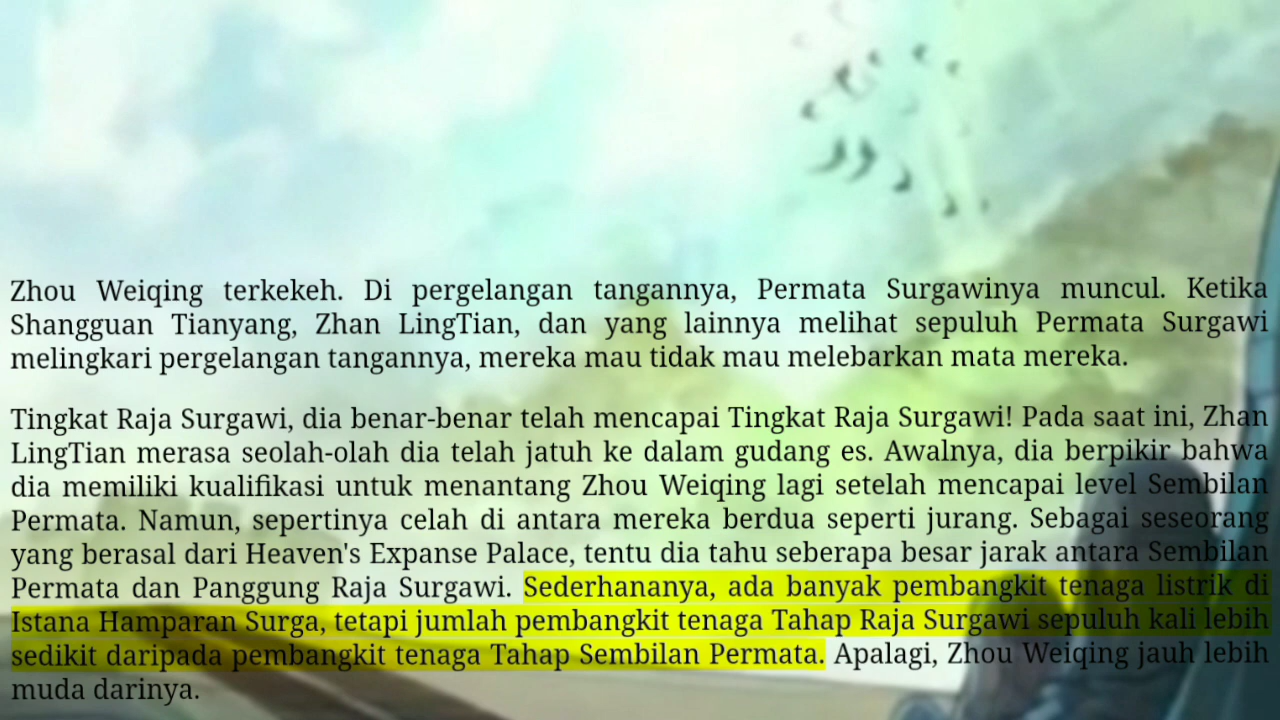 Zhou Weiqing terkekeh. Di pergelangan tangannya, Permata Surgawinya muncul. Ketika
Shangguan Tianyang, Zhan LingTian, dan yang lainnya melihat sepuluh Permata Surgawi
melingkari pergelangan tangannya, mereka mau tidak mau melebarkan mata mereka.
Tingkat Raja Surgawi, dia benar-benar telah mencapai Tingkat Raja Surgawi! Pada saat ini, Zhan
LingTian merasa seolah-olah dia telah jatuh ke dalam gudang es. Awalnya, dia berpikir bahwa
dia memiliki kualifikasi untuk menantang Zhou Weiqing lagi setelah mencapai level Sembilan
Permata. Namun, sepertinya celah di antara mereka berdua seperti jurang. Sebagai seseorang
yang berasal dari Heaven's Expanse Palace, tentu dia tahu seberapa besar jarak antara Sembilan
Permata dan Panggung Raja Surgawi. Sederhananya, ada banyak pembangkit tenaga listrik di
Istana Hamparan Surga, tetapi jumlah pembangkit tenaga Tahap Raja Surgawi sepuluh kali lebih
sedikit daripada pembangkit tenaga Tahap Sembilan Permata. Apalagi, Zhou Weiqing jauh lebih
muda darinya.